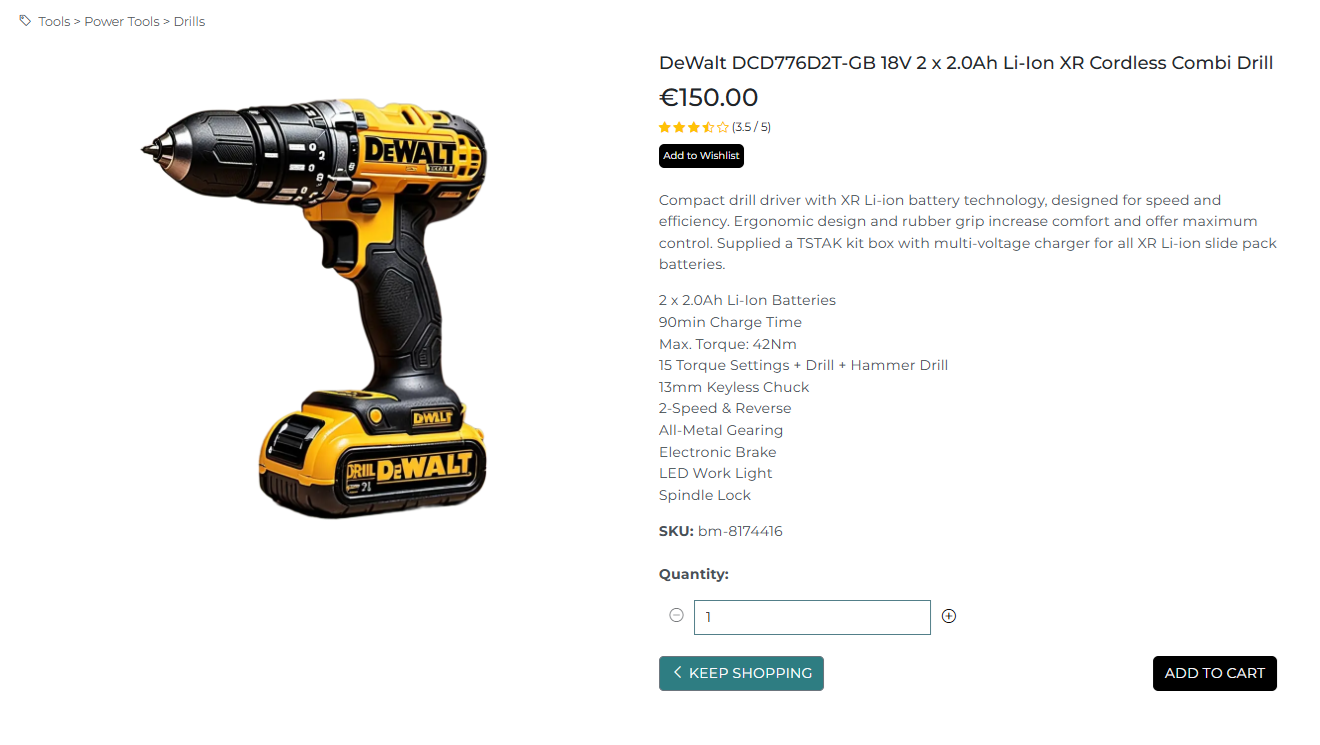 Tools > Power Tools > Drills
DeWalt DCD776D2T-GB 18V 2 x 2.0Ah Li-Ion XR Cordless Combi Drill
€150.00
(3.5 / 5)
Add to Wishlist
Compact drill driver with XR Li-ion battery technology, designed for speed and
efficiency. Ergonomic design and rubber grip increase comfort and offer maximum
control. Supplied a TSTAK kit box with multi-voltage charger for all XR Li-ion slide pack
batteries.
2 x 2.0Ah Li-Ion Batteries
90min Charge Time
Max. Torque: 42Nm
15 Torque Settings + Drill + Hammer Drill
13mm Keyless Chuck
2-Speed & Reverse
All-Metal Gearing
Electronic Brake
LED Work Light
Spindle Lock
SKU: bm-8174416
Quantity:
1
KEEP SHOPPING
ADD TO CART
DEWALT
DEWALT
DEWALT